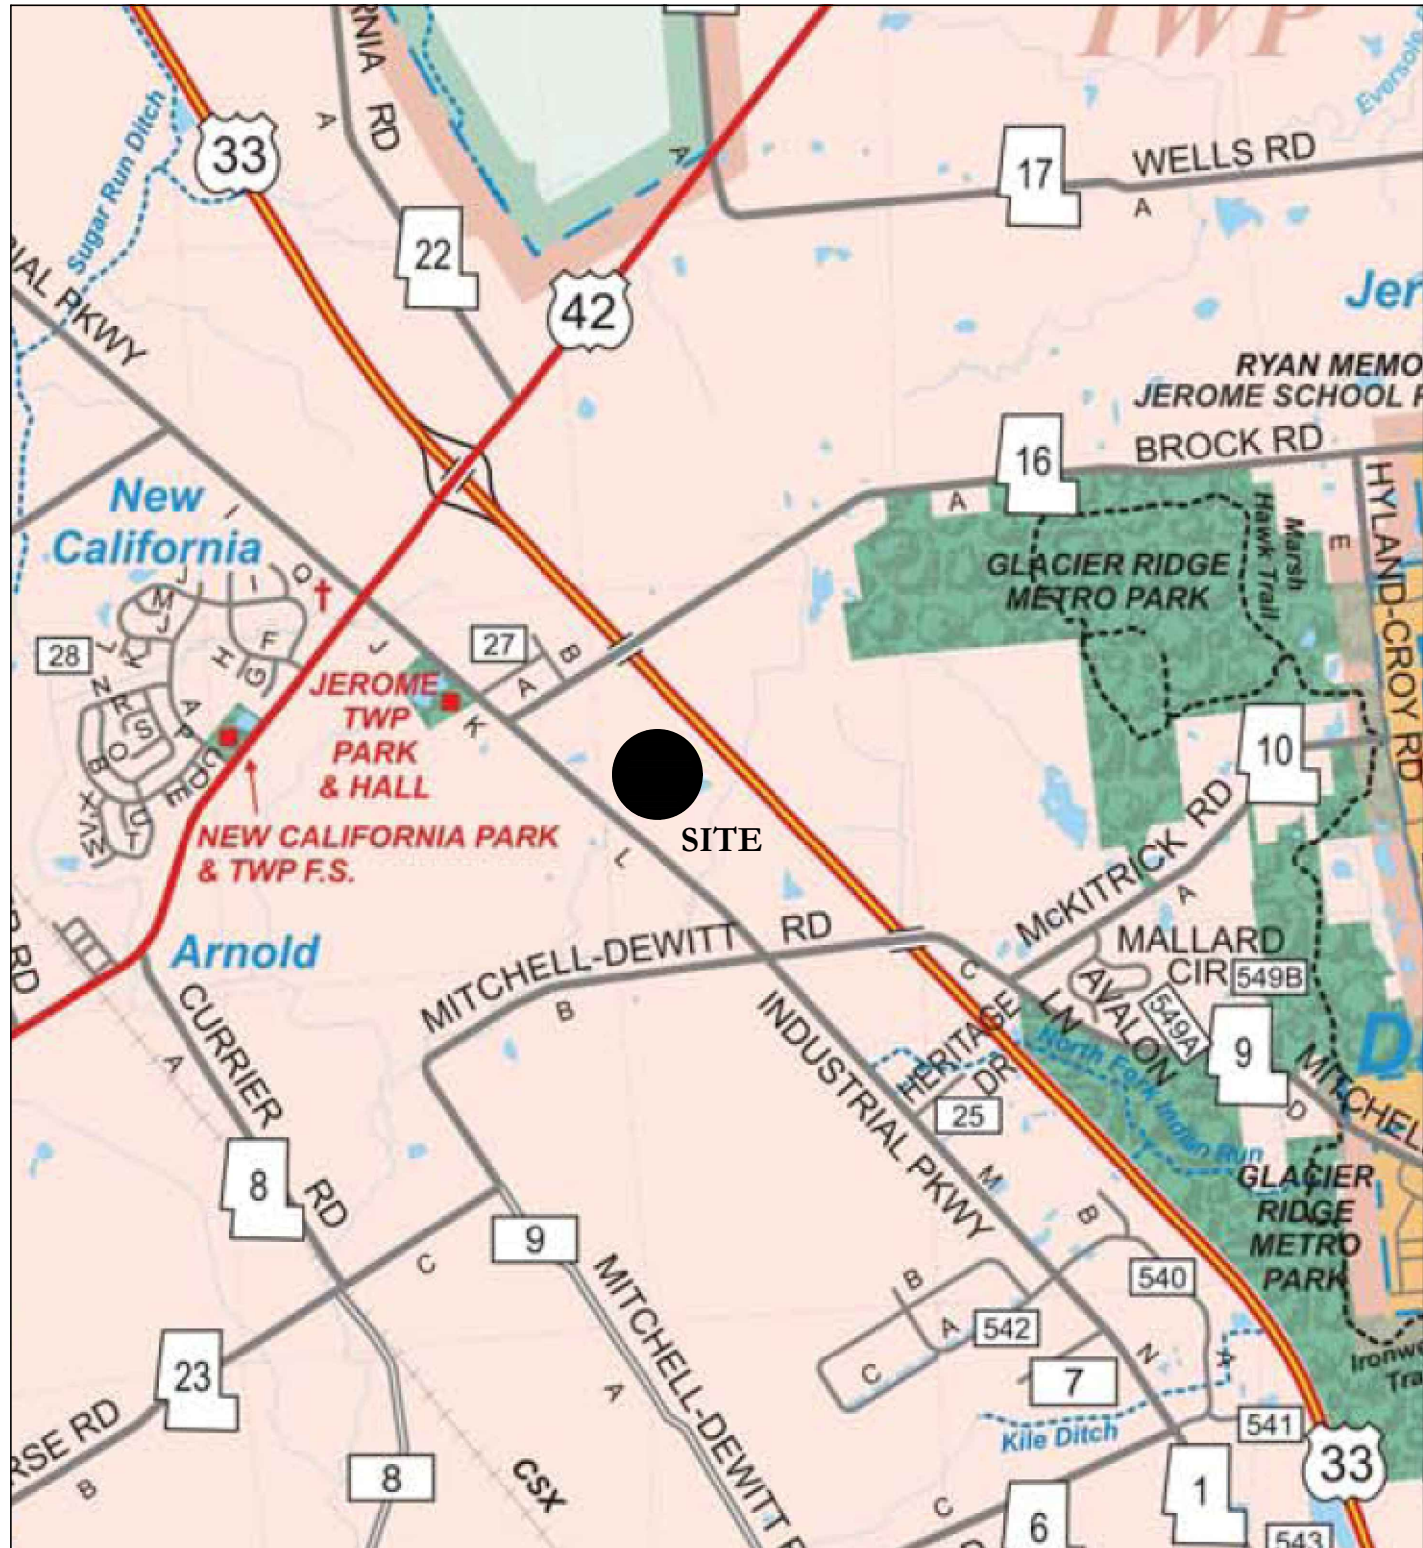 TWP
RNIA RD
A
33
Sugar Run Ditch
22
A
42
17
WELLS RD
A
Eversole
IAL PKWY
Jer
RYAN MEMO
JEROME SCHOOL
BROCK RD
16
A
New
California
I
J
I
Q
M
J
L
K
F
H
G
28
N
R
S
A
P
O
B
C
D
E
U
T
X
V
W
27
B
A
J
K
JEROME
TWP
PARK
& HALL
NEW CALIFORNIA PARK
& TWP F.S.
GLACIER RIDGE
METRO PARK
Marsh
Hawk Trail
E
HYLAND-CROY RD
10
SITE
L
McKITRICK RD
A
MITCHELL-DEWITT RD
B
Arnold
RD
CURRIER RD
A
MALLARD
CIR
549B
C
AVALON
LN
549A
9
D
MITCHEL
HERITAGE
DR
25
North Fork Indian Run
INDUSTRIAL PKWY
M
GLACIER
RIDGE
METRO
PARK
8
C
9
B
540
B
A
542
C
N
A
7
MITCHELL-DEWITT
A
23
RSE RD
B
8
CSX
Kile Ditch
541
33
Ironwe
Tra
C
6
1
543